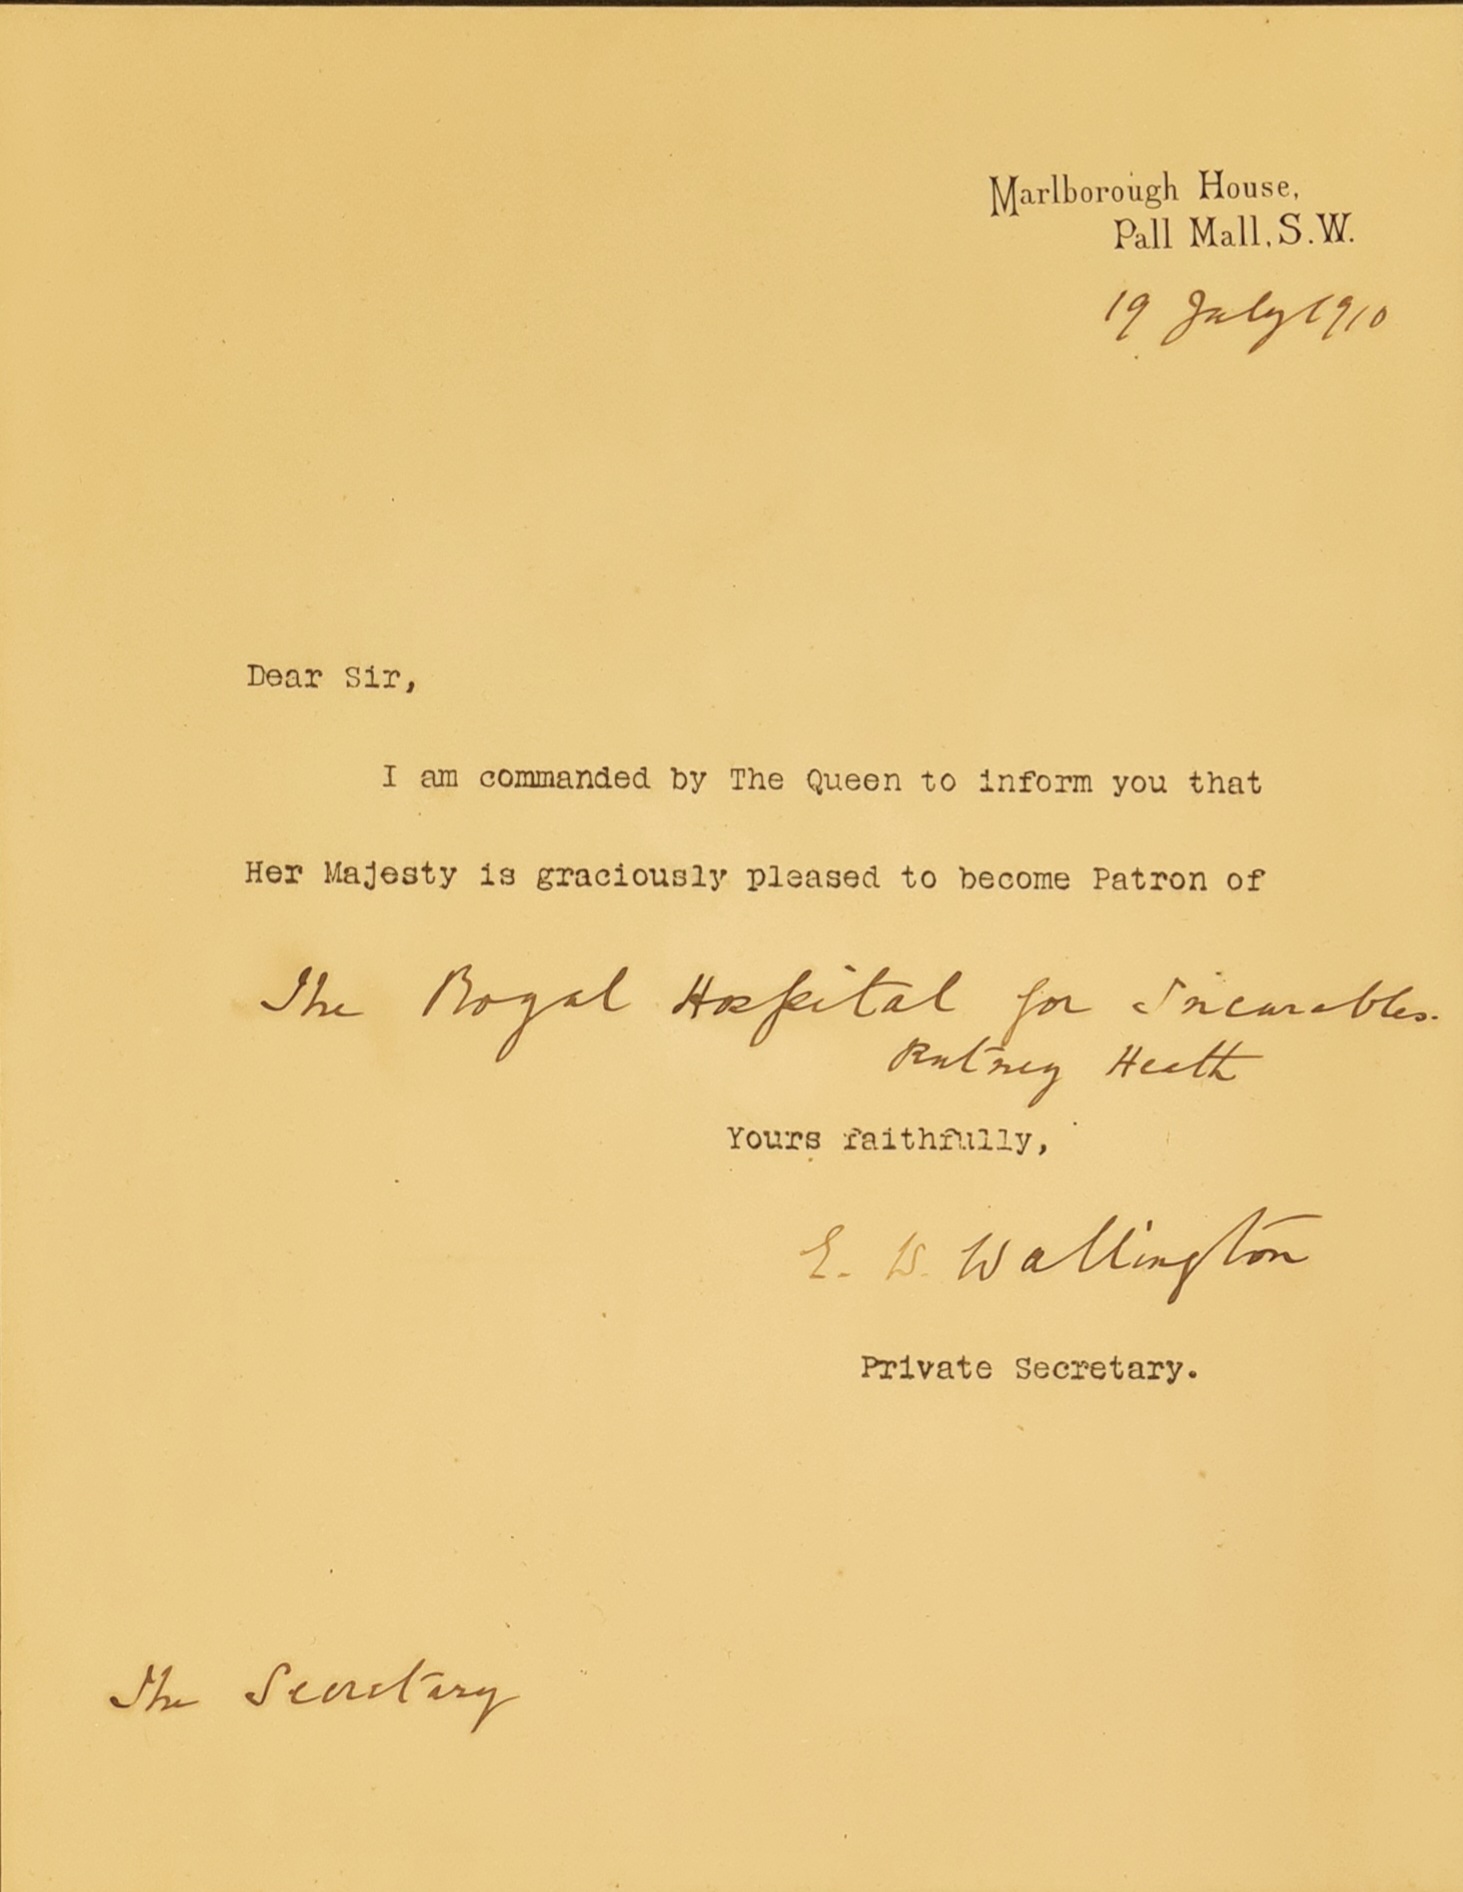 Marlborough House,
Pall Mall, S.W.
19 July 1910
Dear Sir,
I am commanded by The Queen to inform you that
Her Majesty is graciously pleased to become Patron of
The Royal Hospital for Incurables.
Putney Heath
Yours faithfully,
E. W. Wallington
Private Secretary.
The Secretary